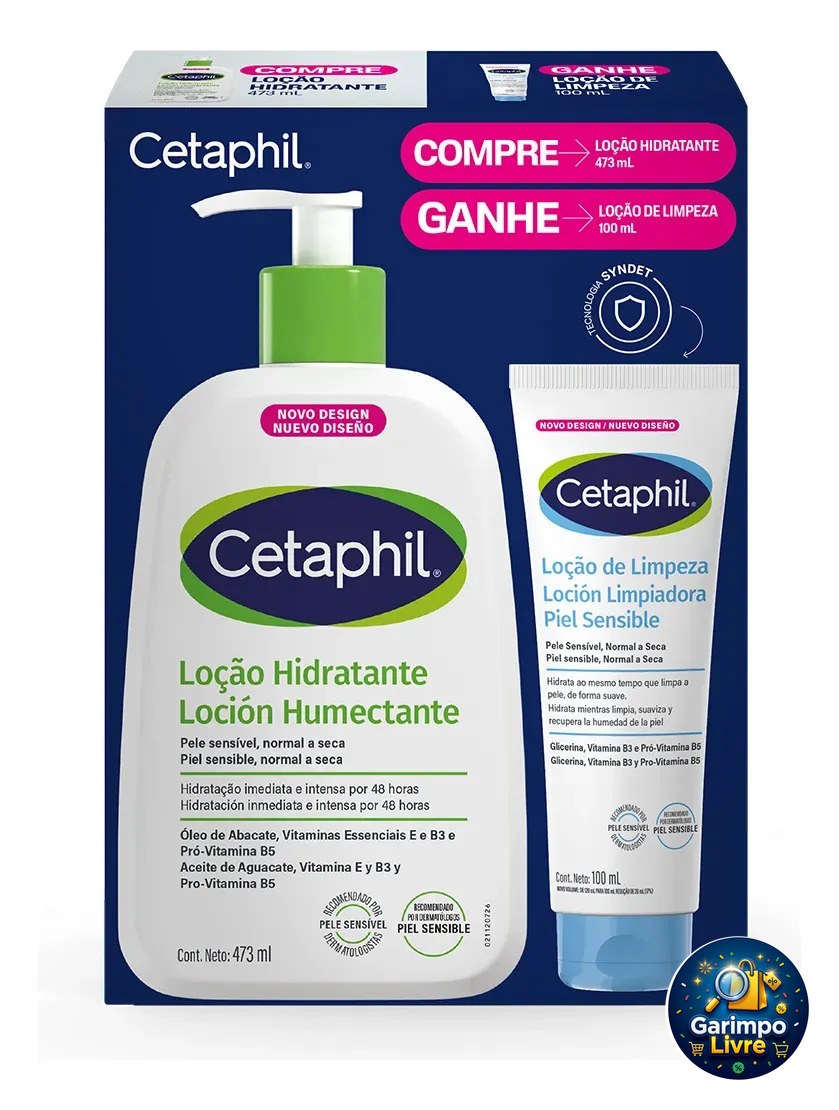 COMPRE
LOÇÃO
HIDRATANTE
473 mL
GANHE
LOÇÃO DE
LIMPEZA
100 mL
Cetaphil®
COMPRE → LOÇÃO HIDRATANTE
473 mL
GANHE → LOÇÃO DE LIMPEZA
100 mL
TECNOLOGIA SYNDET
NOVO DESIGN
NUEVO DISEÑO
Cetaphil®
Loção Hidratante
Loción Humectante
Pele sensível, normal a seca
Piel sensible, normal a seca
Hidratação imediata e intensa por 48 horas
Hidratación inmediata e intensa por 48 horas
Óleo de Abacate, Vitaminas Essenciais E e B3 e
Pró-Vitamina B5
Aceite de Aguacate, Vitamina E y B3 y
Pro-Vitamina B5
RECOMENDADO POR
PELE SENSÍVEL
DERMATOLOGISTAS
RECOMENDADO
POR DERMATÓLOGOS
PIEL SENSIBLE
021120726
Cont. Neto: 473 ml
NOVO DESIGN / NUEVO DISEÑO
Cetaphil®
Loção de Limpeza
Loción Limpiadora
Piel Sensible
Pele Sensível, Normal a Seca
Piel sensible, Normal a Seca
Hidrata ao mesmo tempo que limpa a
pele, de forma suave.
Hidrata mientras limpia, suaviza y
recupera la humedad de la piel
Glicerina, Vitamina B3 e Pró-Vitamina B5
Glicerina, Vitamina B3 y Pro-Vitamina B5
RECOMENDADO POR
PELE SENSÍVEL
DERMATOLOGISTAS
RECOMENDADO
POR DERMATÓLOGOS
PIEL SENSIBLE
Cont. Neto: 100 mL
Garimpo
Livre